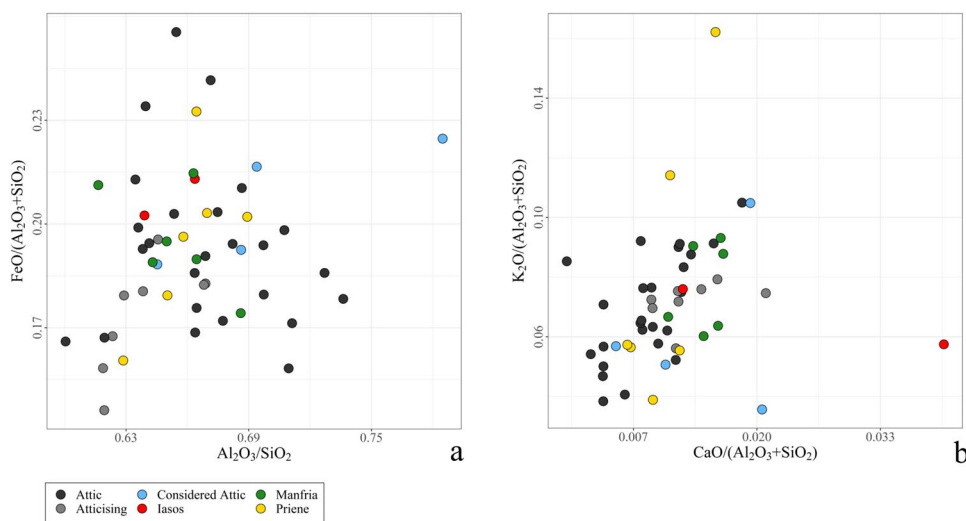 0.23
0.20
0.17
FeO/(Al₂O₃+SiO₂)
0.63 0.69 0.75
Al₂O₃/SiO₂
a
0.14
0.10
0.06
K₂O/(Al₂O₃+SiO₂)
0.007 0.020 0.033
CaO/(Al₂O₃+SiO₂)
b
Attic Considered Attic Manfria
Atticising Iasos Priene